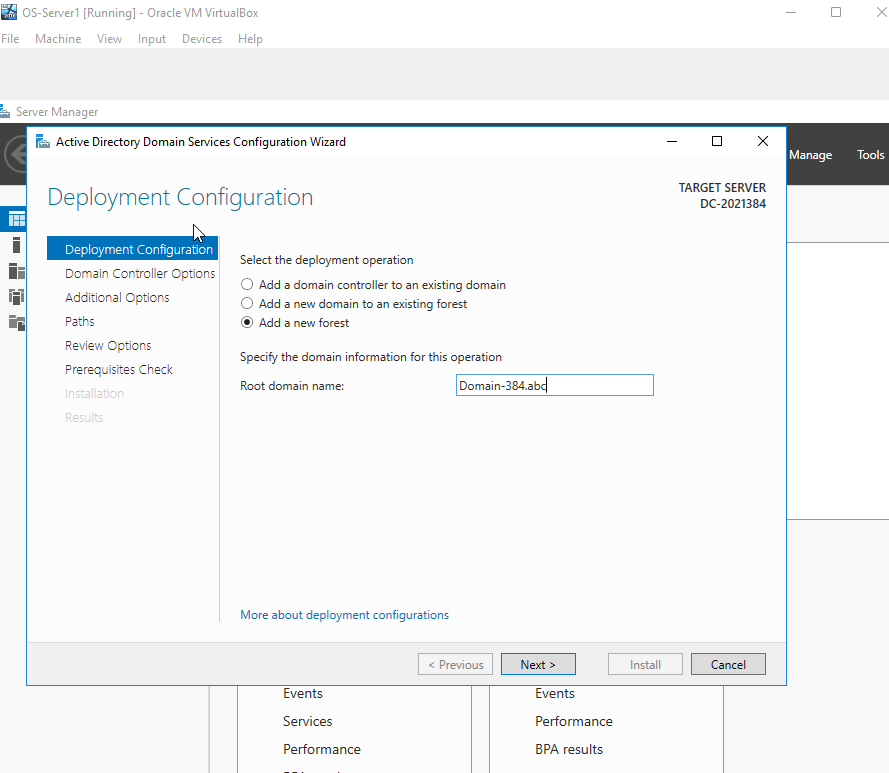 OS-Server1 [Running] - Oracle VM VirtualBox
File Machine View Input Devices Help
Server Manager
Manage Tools
Active Directory Domain Services Configuration Wizard
Deployment Configuration
TARGET SERVER
DC-2021384
Deployment Configuration
Domain Controller Options
Additional Options
Paths
Review Options
Prerequisites Check
Installation
Results
Select the deployment operation
Add a domain controller to an existing domain
Add a new domain to an existing forest
Add a new forest
Specify the domain information for this operation
Root domain name: Domain-384.abc
More about deployment configurations
< Previous Next > Install Cancel
Events Events
Services Performance
Performance BPA results